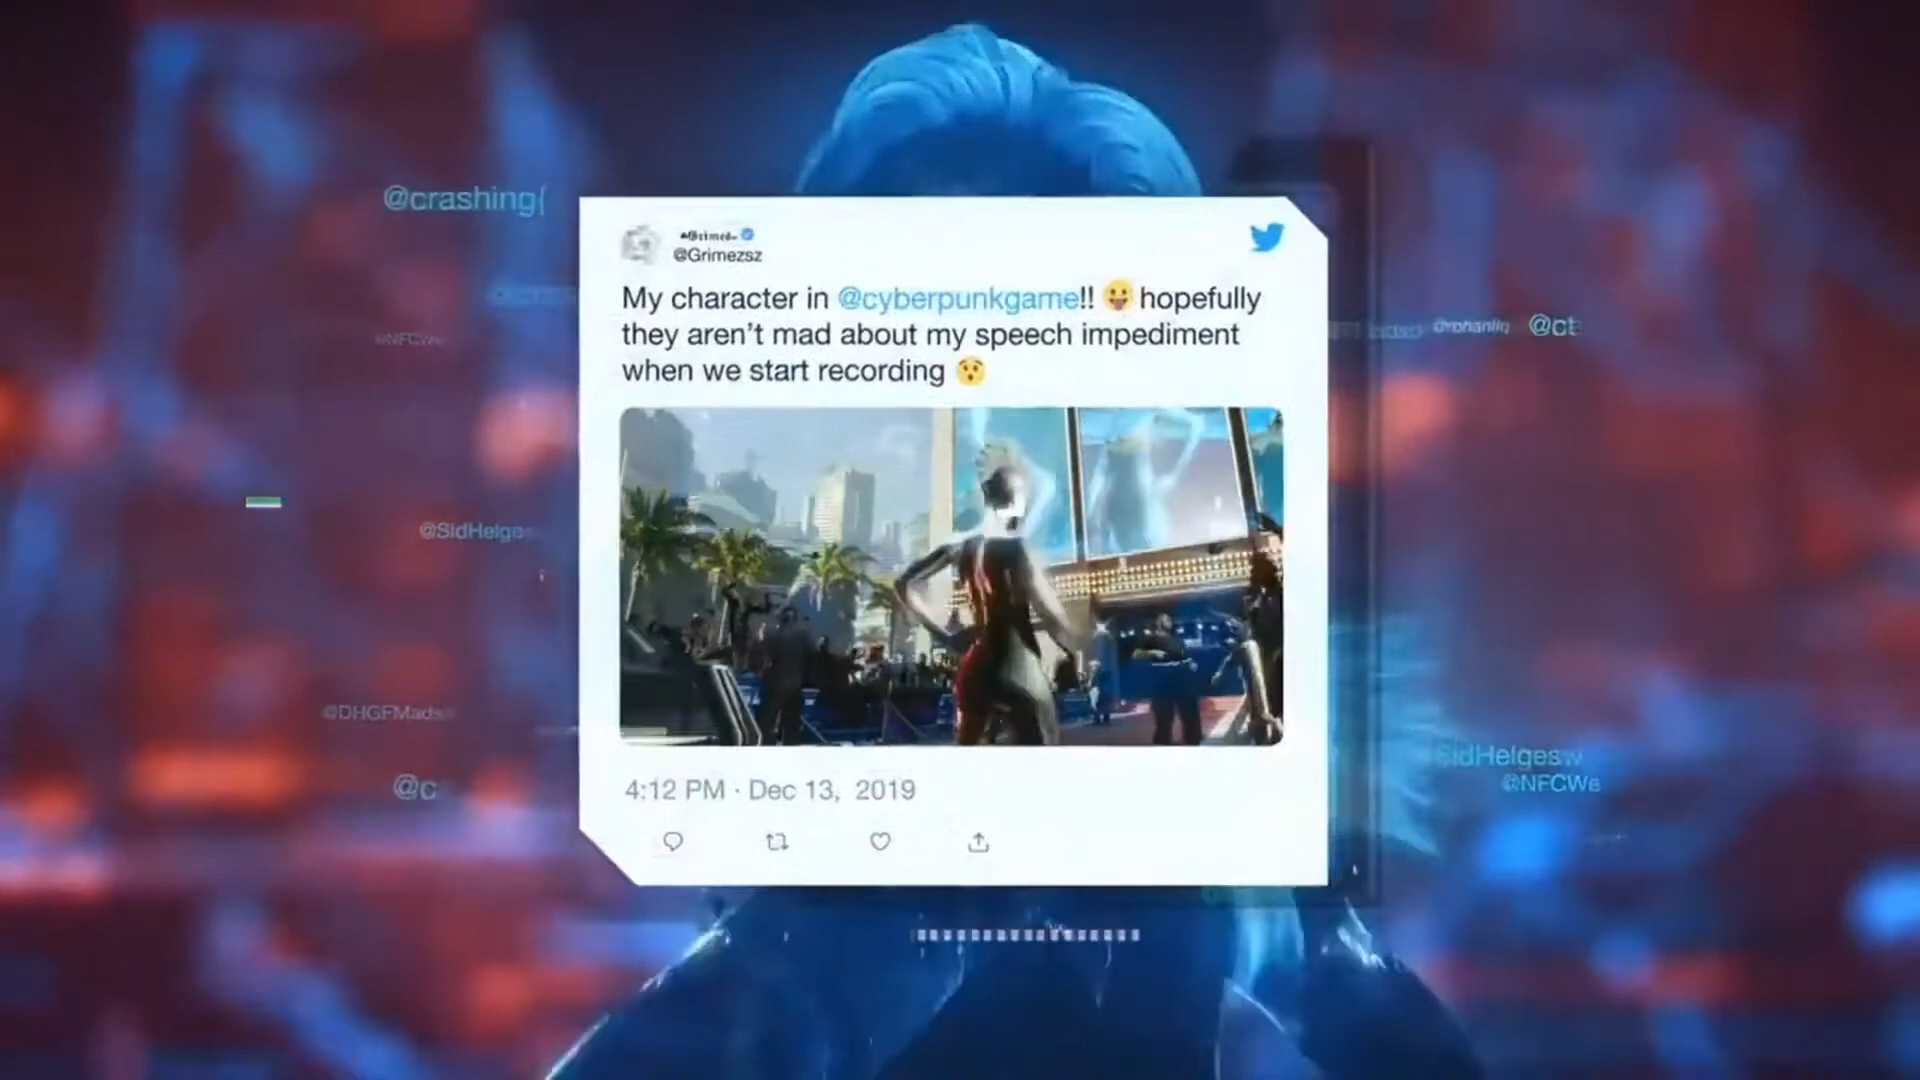 @crashing(
@Grimezsz
My character in @cyberpunkgame!! 😛 hopefully
they aren't mad about my speech impediment
when we start recording 😯
@ct
@SidHelges
@DHGFMads
@c
SidHelgesw
@NFCWe
4:12 PM · Dec 13, 2019